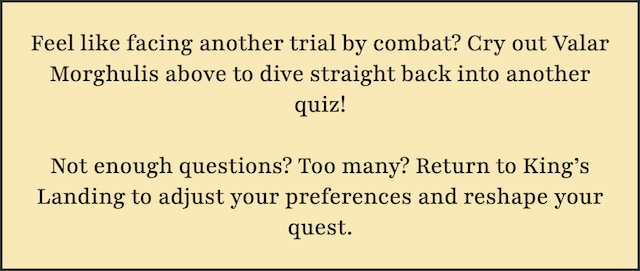 Feel like facing another trial by combat? Cry out Valar
Morghulis above to dive straight back into another
quiz!
Not enough questions? Too many? Return to King’s
Landing to adjust your preferences and reshape your
quest.